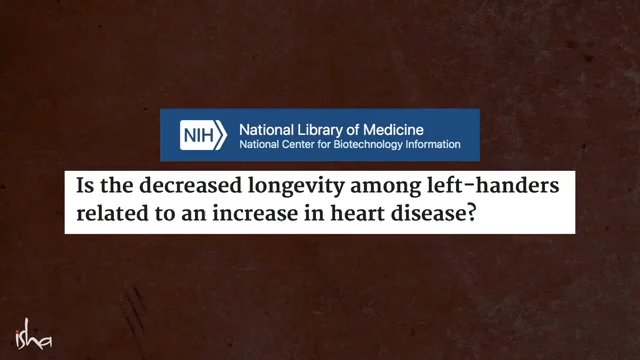 NIH
National Library of Medicine
National Center for Biotechnology Information
Is the decreased longevity among left-handers
related to an increase in heart disease?
isha